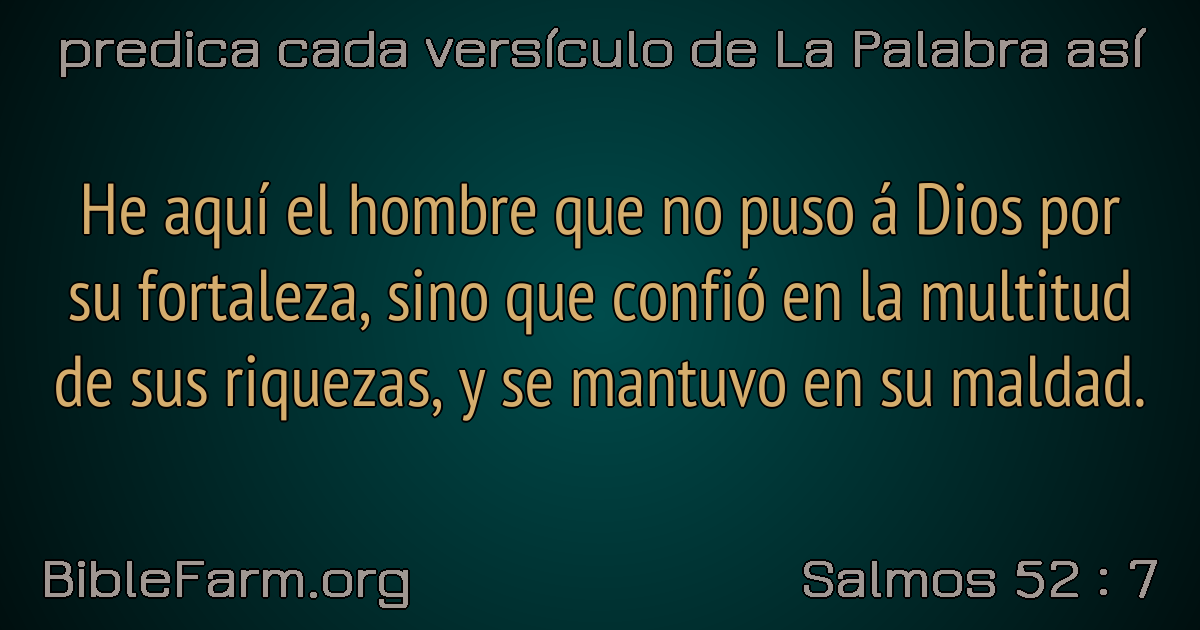 predica cada versículo de La Palabra así
He aquí el hombre que no puso á Dios por
su fortaleza, sino que confió en la multitud
de sus riquezas, y se mantuvo en su maldad.
BibleFarm.org
Salmos 52 : 7